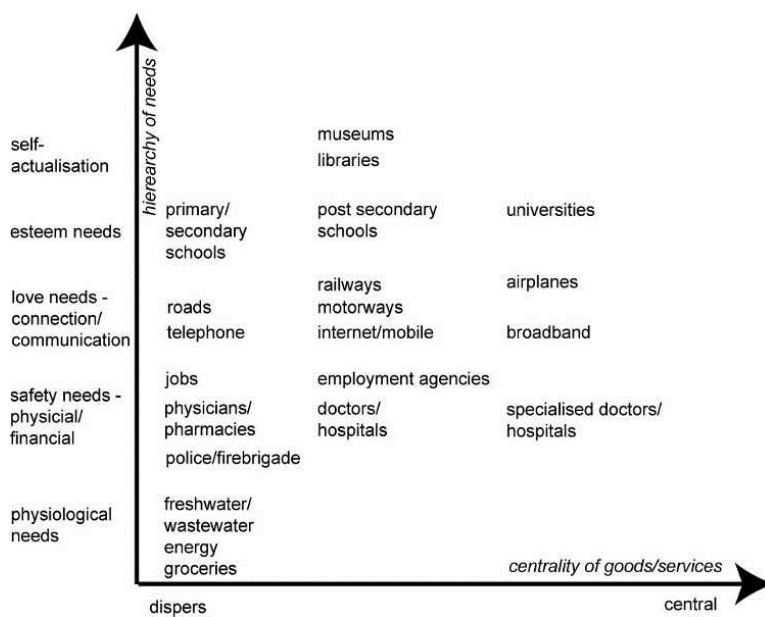 hierearchy of needs
self-
actualisation
museums
libraries
esteem needs
primary/
secondary
schools
post secondary
schools
universities
love needs -
connection/
communication
roads
telephone
railways
motorways
internet/mobile
airplanes
broadband
safety needs -
physicial/
financial
jobs
physicians/
pharmacies
police/firebrigade
employment agencies
doctors/
hospitals
specialised doctors/
hospitals
physiological
needs
freshwater/
wastewater
energy
groceries
centrality of goods/services
dispers
central